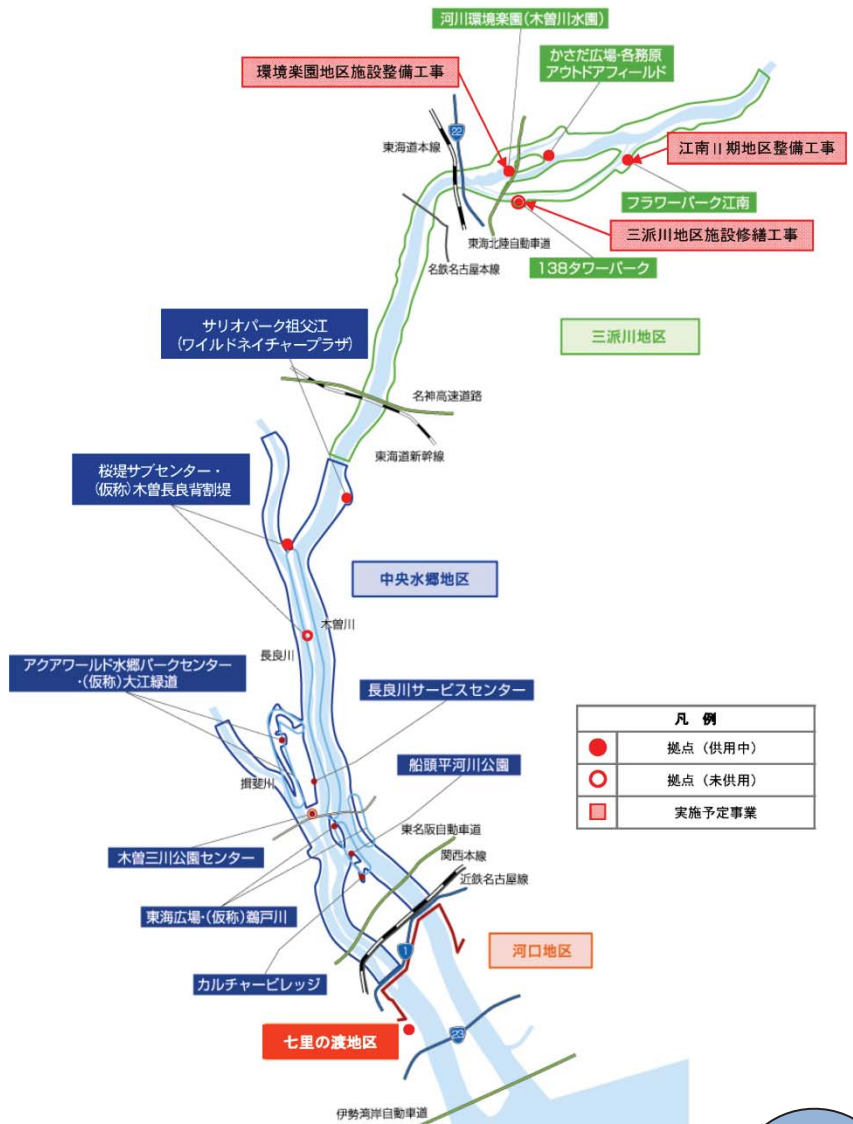 河川環境楽園(木曽川水園)
かさだ広場・各務原
アウトドアフィールド
環境楽園地区施設整備工事
22
東海道本線
江南Ⅱ期地区整備工事
フラワーパーク江南
三派川地区施設修繕工事
東海北陸自動車道
138タワーパーク
名鉄名古屋本線
サリオパーク祖父江
(ワイルドネイチャープラザ)
三派川地区
名神高速道路
東海道新幹線
桜堤サブセンター・
(仮称)木曽長良背割堤
中央水郷地区
木曽川
長良川
アクアワールド水郷パークセンター
・(仮称)大江緑道
長良川サービスセンター
船頭平河川公園
揖斐川
凡 例
拠点（供用中）
拠点（未供用）
実施予定事業
東名阪自動車道
木曽三川公園センター
関西本線
近鉄名古屋線
東海広場・(仮称)鵜戸川
1
河口地区
カルチャービレッジ
七里の渡地区
23
伊勢湾岸自動車道